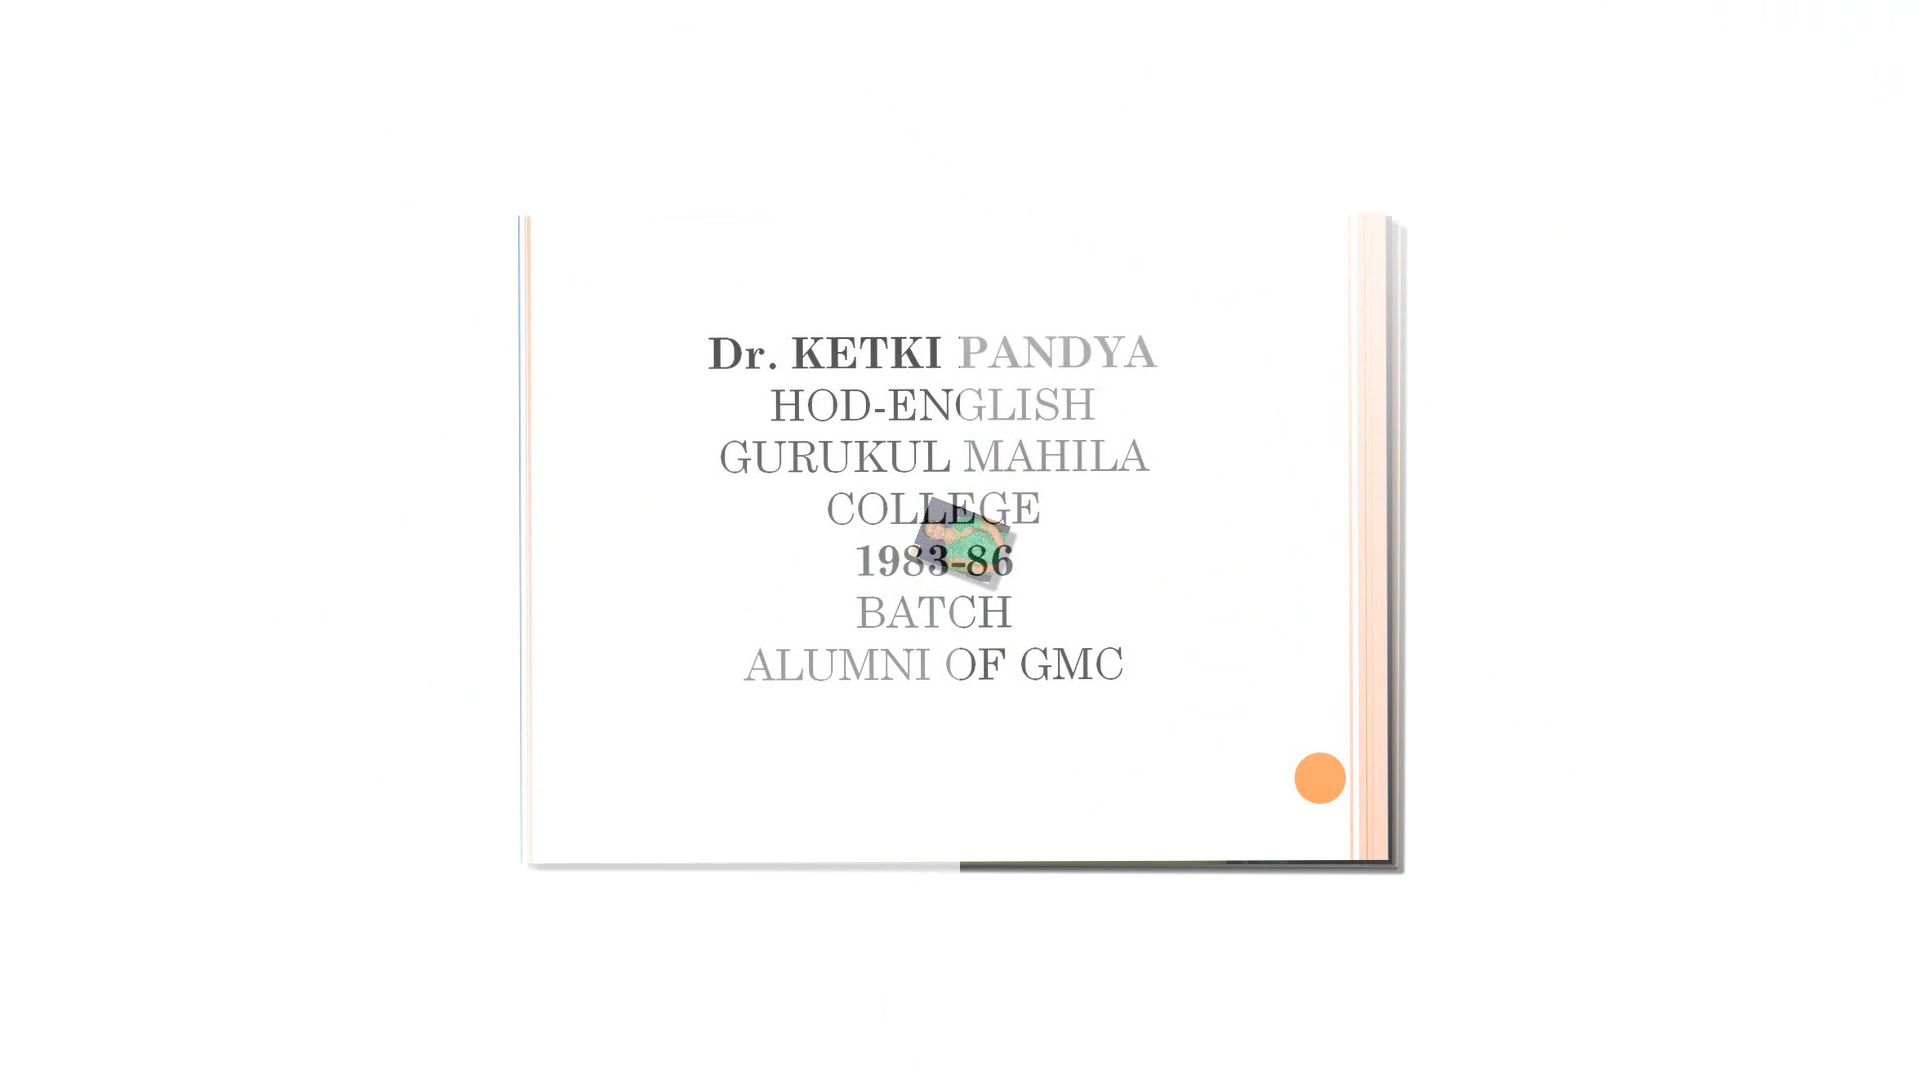 Dr. KETKI PANDYA
HOD-ENGLISH
GURUKUL MAHILA
COLLEGE
1983-86
BATCH
ALUMNI OF GMC